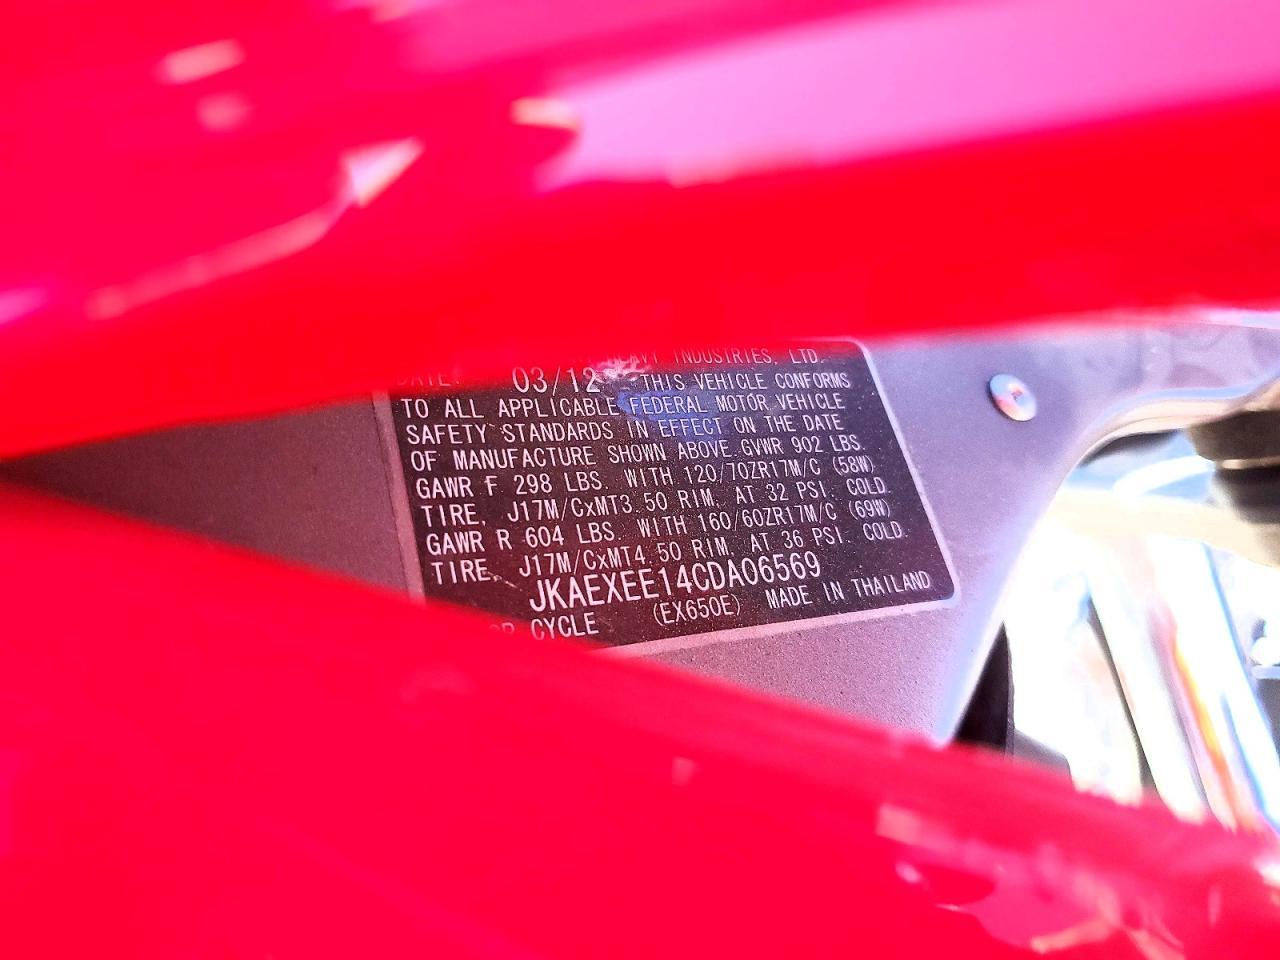 HEAVY INDUSTRIES, LTD.
DATE: 03/12 THIS VEHICLE CONFORMS
TO ALL APPLICABLE FEDERAL MOTOR VEHICLE
SAFETY STANDARDS IN EFFECT ON THE DATE
OF MANUFACTURE SHOWN ABOVE. GVWR 902 LBS.
GAWR F 298 LBS. WITH 120/70ZR17M/C (58W)
TIRE, J17M/CxMT3.50 RIM, AT 32 PSI. COLD.
GAWR R 604 LBS. WITH 160/60ZR17M/C (69W)
TIRE, J17M/CxMT4.50 RIM, AT 36 PSI. COLD.
JKAEXEE14CDA06569
CYCLE (EX650E) MADE IN THAILAND